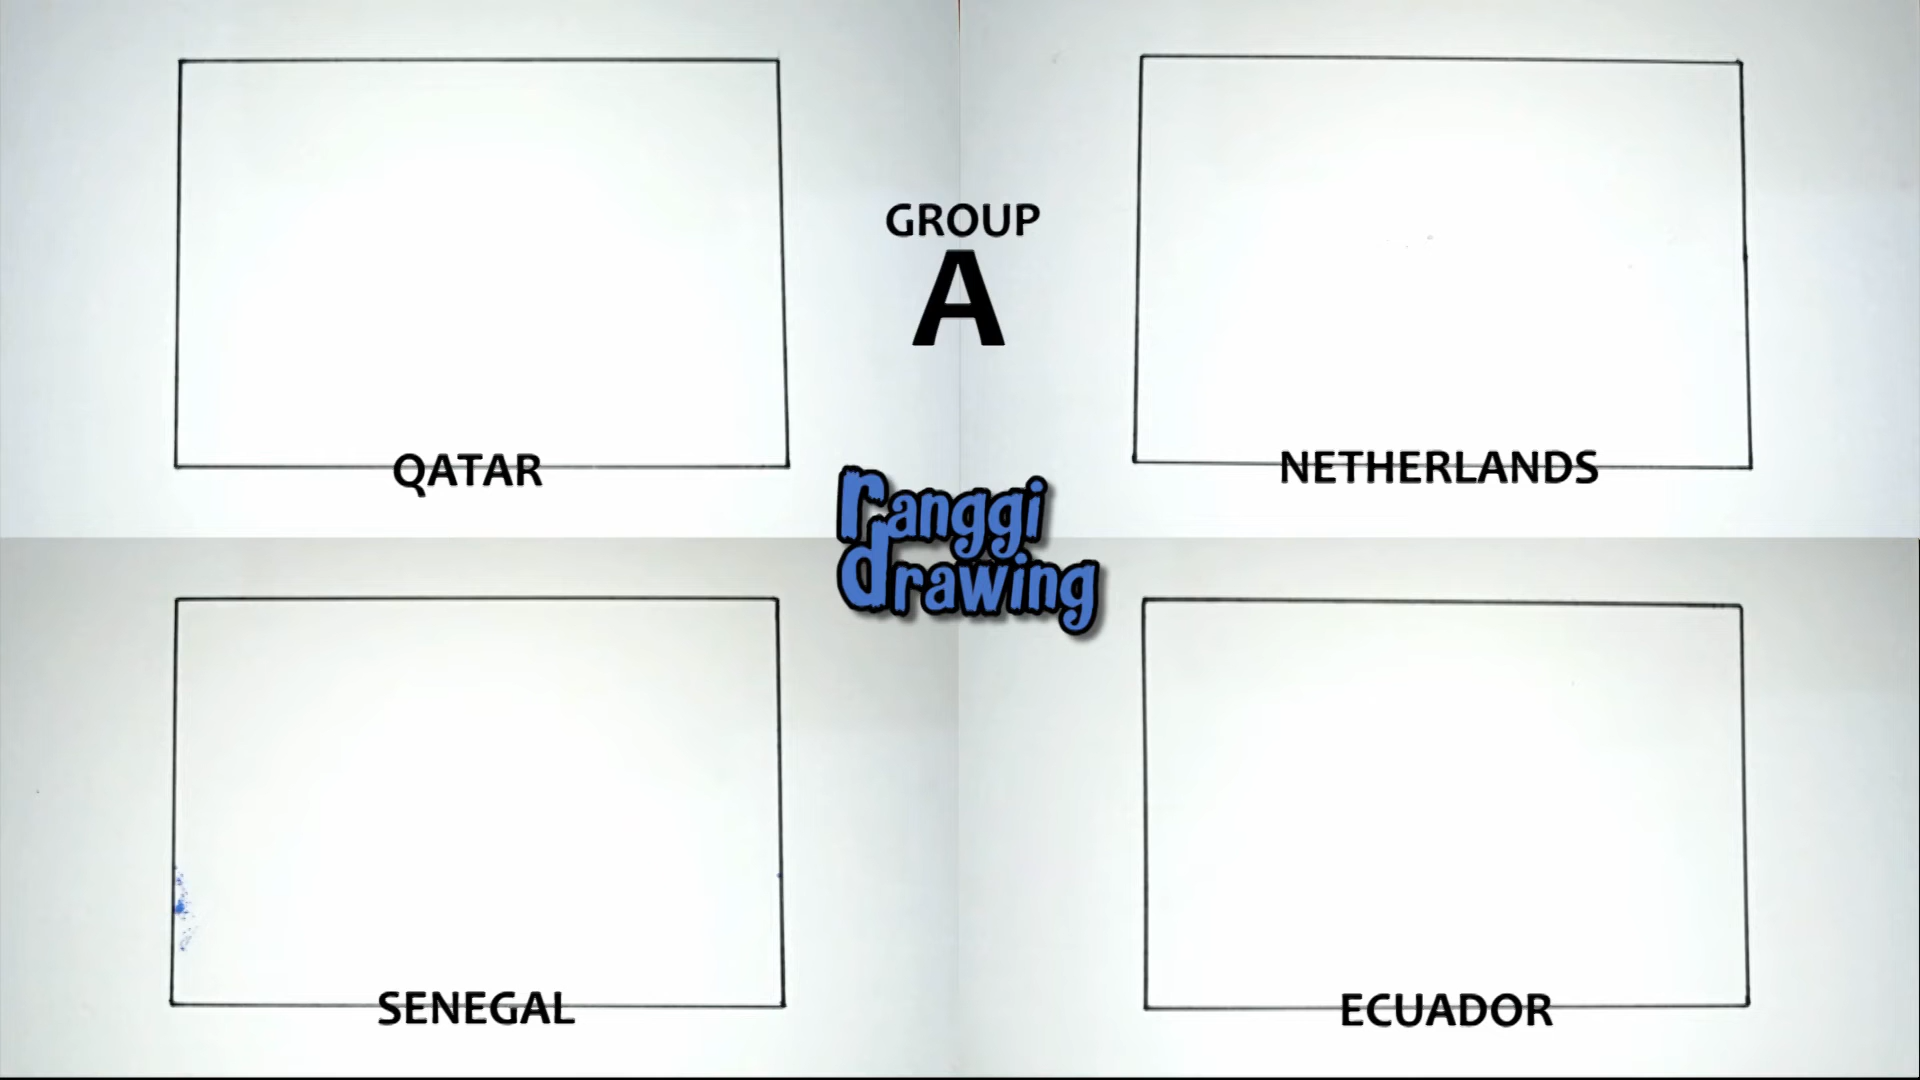 GROUP
A
QATAR
NETHERLANDS
ranggi
drawing
SENEGAL
ECUADOR